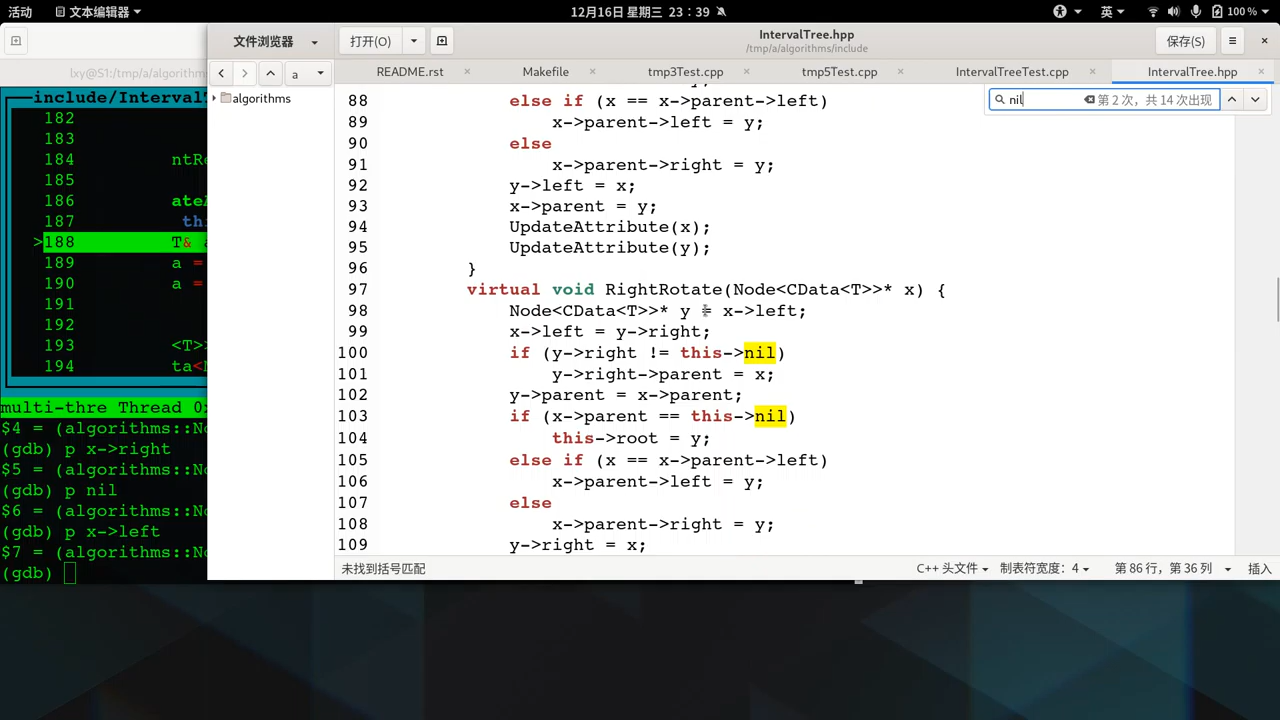 活动 文本编辑器 12月16日 星期三 23：39 英 100 %
文件浏览器 打开(O) IntervalTree.hpp 保存(S)
/tmp/a/algorithms/include
lxy@S1:/tmp/a/algorithms
a README.rst Makefile tmp3Test.cpp tmp5Test.cpp IntervalTreeTest.cpp IntervalTree.hpp
algorithms
nil 第 2 次，共 14 次出现
include/IntervalT
182
183
184 ntRe
185
186 ateA
187 thi
>188 T& a
189 a =
190 a =
191
192
193 <T>
194 ta<N
multi-thre Thread 0x
$4 = (algorithms::No
(gdb) p x->right
$5 = (algorithms::No
(gdb) p nil
$6 = (algorithms::No
(gdb) p x->left
$7 = (algorithms::No
(gdb)
88 else if (x == x->parent->left)
89 x->parent->left = y;
90 else
91 x->parent->right = y;
92 y->left = x;
93 x->parent = y;
94 UpdateAttribute(x);
95 UpdateAttribute(y);
96 }
97 virtual void RightRotate(Node<CData<T>>* x) {
98 Node<CData<T>>* y = x->left;
99 x->left = y->right;
100 if (y->right != this->nil)
101 y->right->parent = x;
102 y->parent = x->parent;
103 if (x->parent == this->nil)
104 this->root = y;
105 else if (x == x->parent->left)
106 x->parent->left = y;
107 else
108 x->parent->right = y;
109 y->right = x;
未找到括号匹配 C++ 头文件 制表符宽度：4 第 86 行，第 36 列 插入